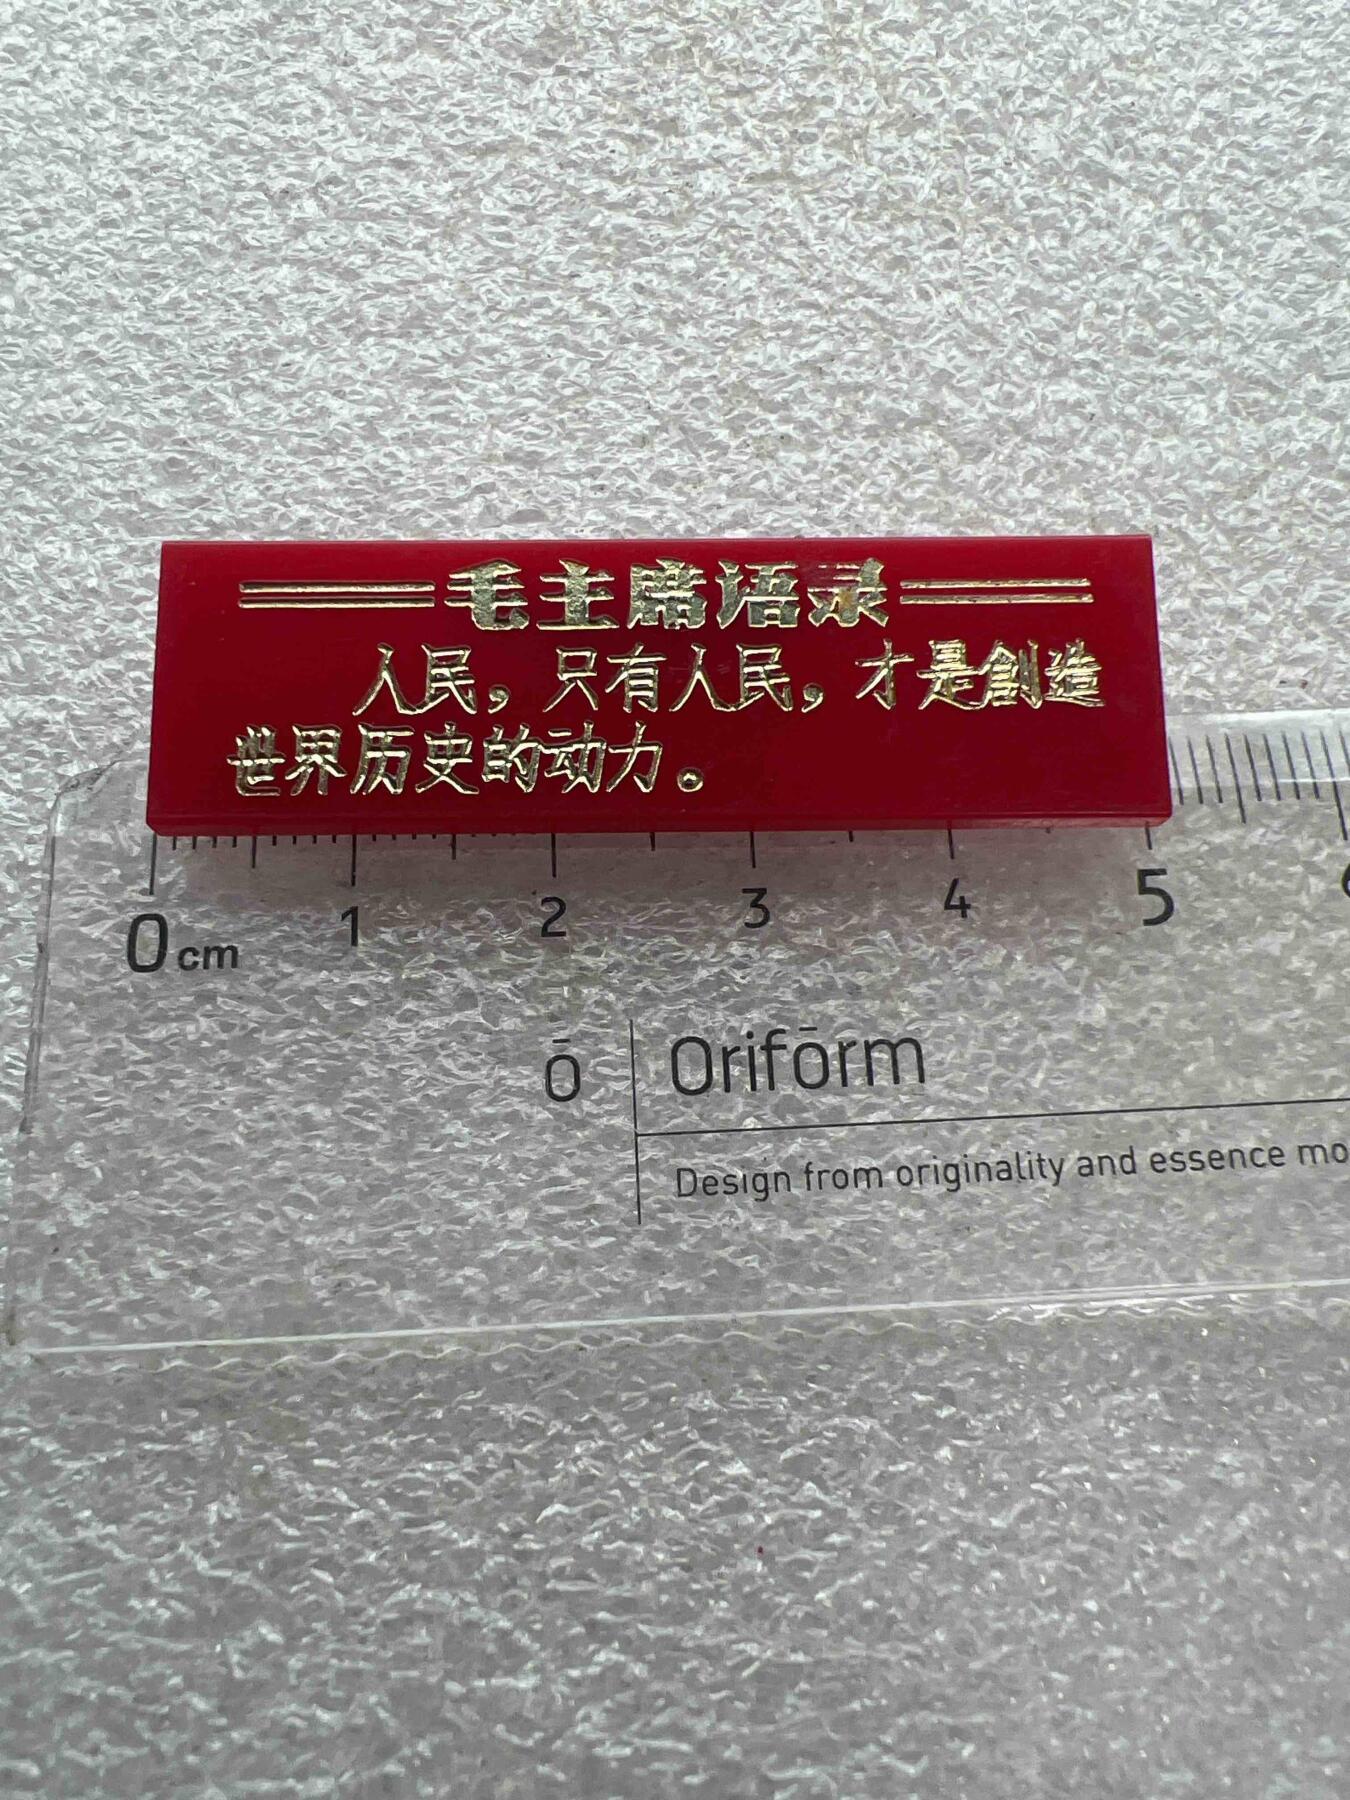 毛主席语录
人民，只有人民，才是創造
世界历史的动力。
0cm 1 2 3 4 5
ō Orifōrm
Design from originality and essence mo